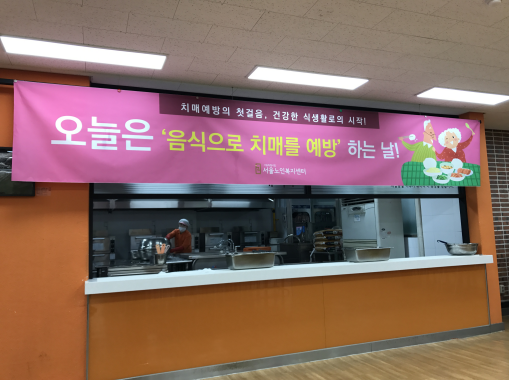 치매예방의 첫걸음, 건강한 식생활로의 시작!
오늘은 '음식으로 치매를 예방' 하는 날!
서울노인복지센터